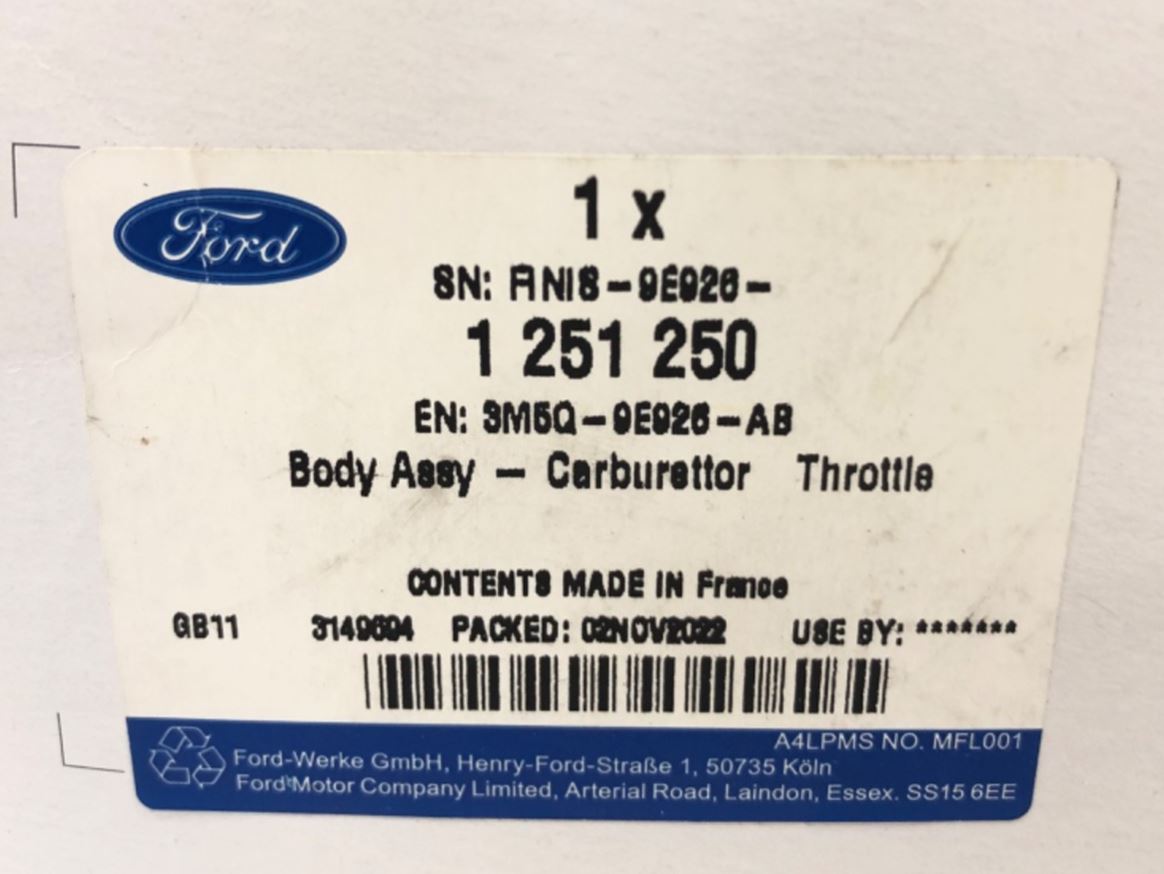 Ford
1 x
SN: FINIS-9E926-
1 251 250
EN: 3M5Q-9E926-AB
Body Assy - Carburettor Throttle
CONTENTS MADE IN France
GB11 3149694 PACKED: 02NOV2022 USE BY: *******
A4LPMS NO. MFL001
Ford-Werke GmbH, Henry-Ford-Straße 1, 50735 Köln
Ford Motor Company Limited, Arterial Road, Laindon, Essex. SS15 6EE